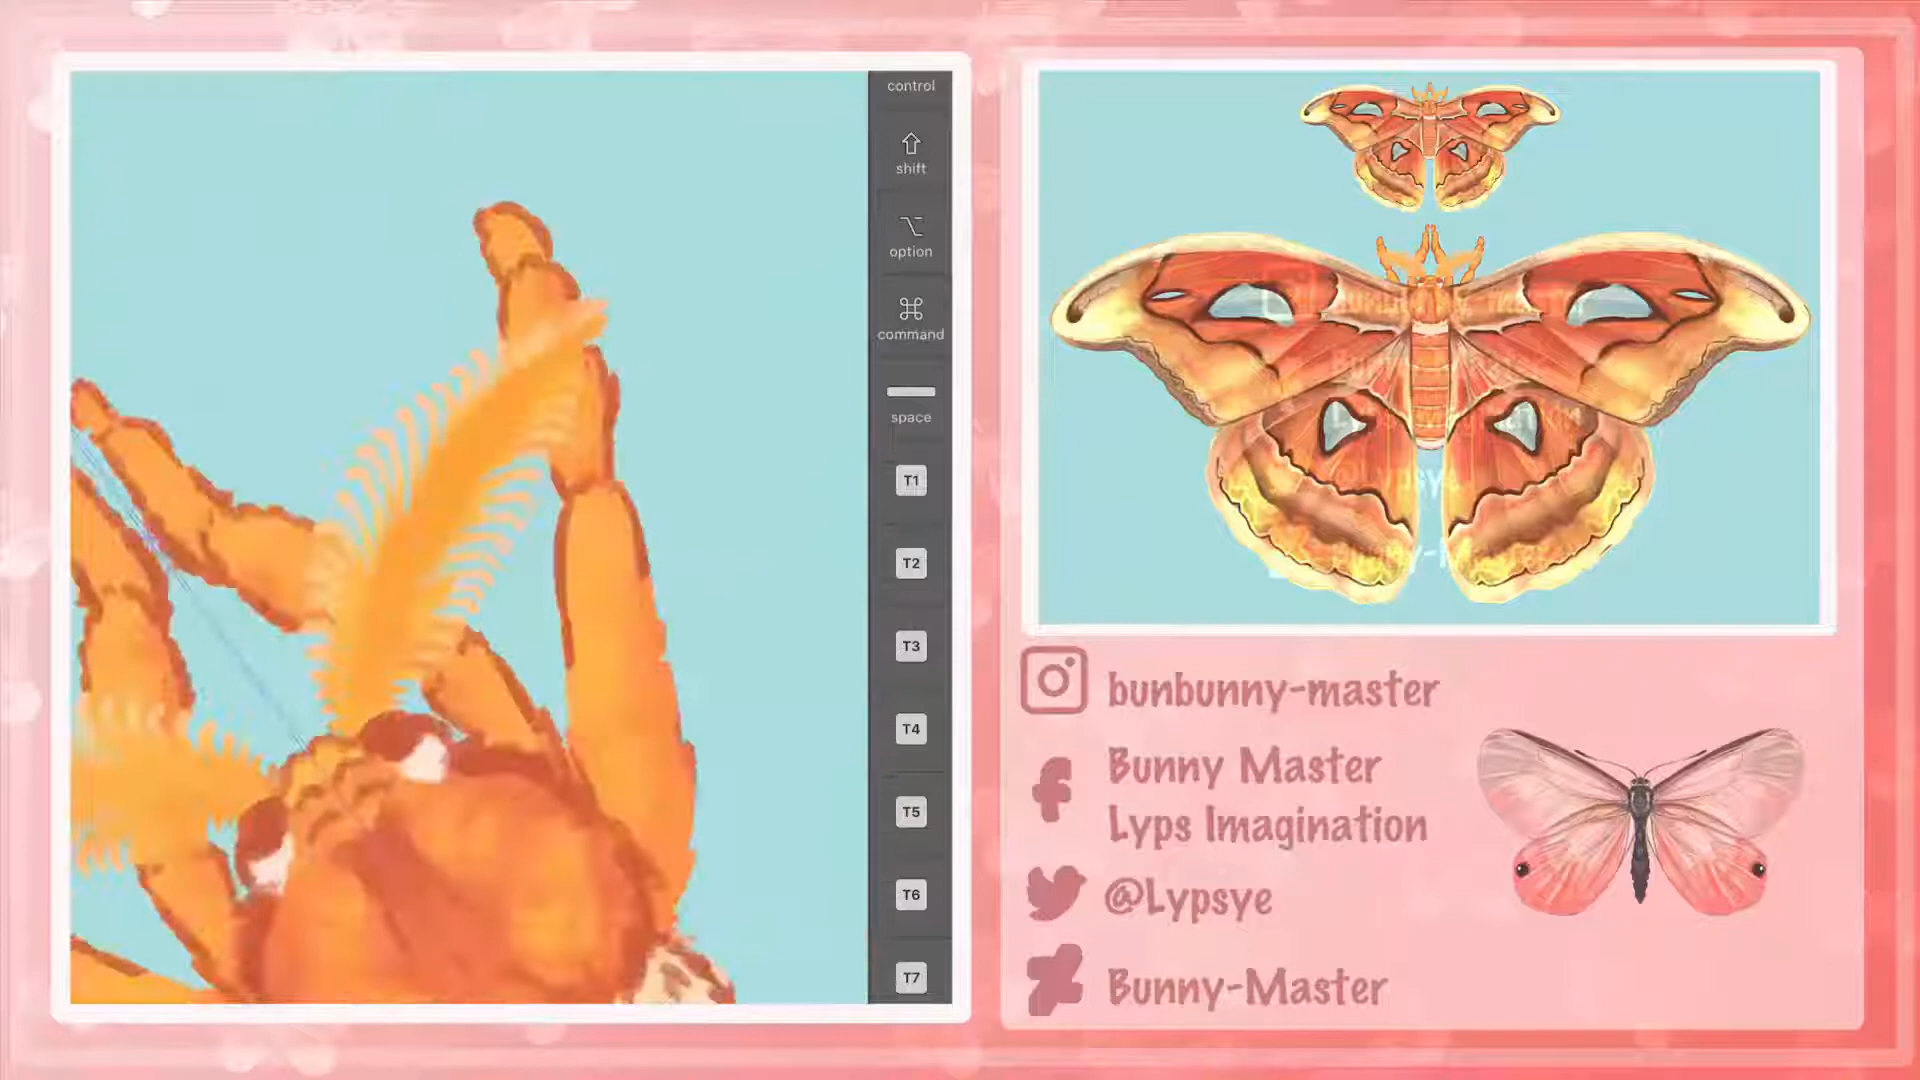 control
shift
option
command
space
T1
T2
T3
T4
T5
T6
T7
bunbunny-master
Bunny Master
Lyps Imagination
@Lypsye
Bunny-Master